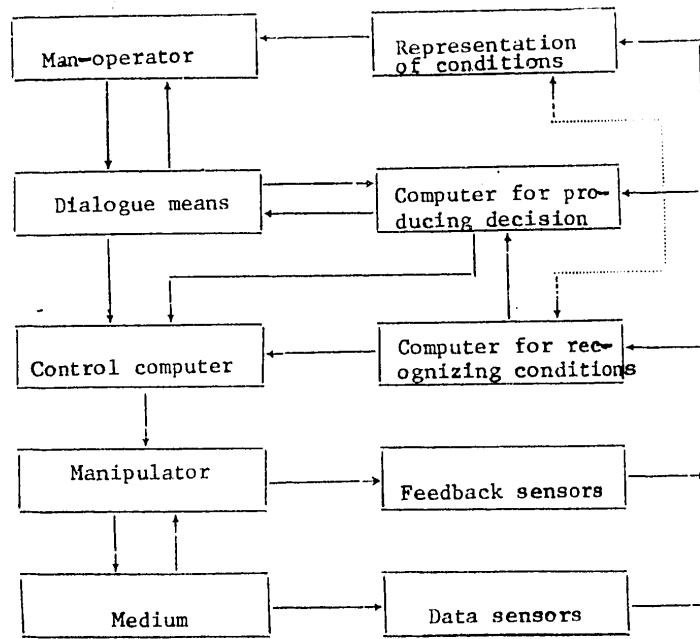 Man-operator
Representation
of conditions
Dialogue means
Computer for pro-
ducing decision
Control computer
Computer for rec-
ognizing conditions
Manipulator
Feedback sensors
Medium
Data sensors